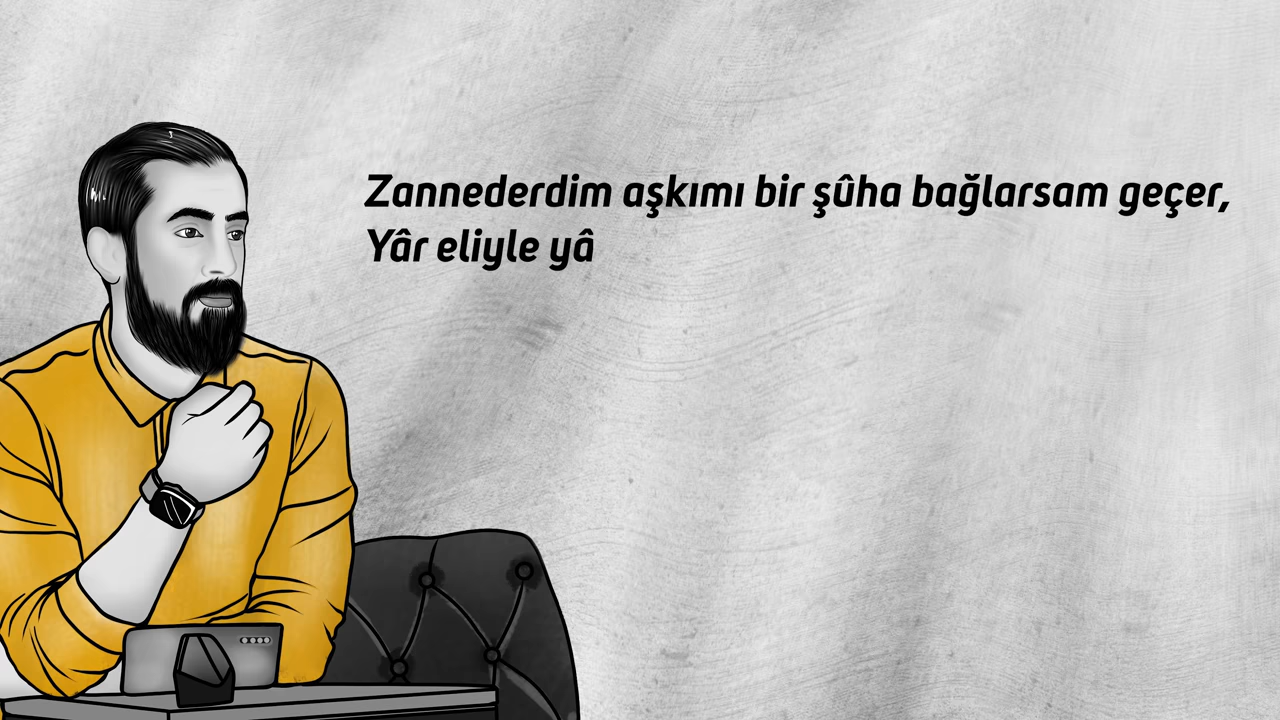 Zannederdim aşkımı bir şûha bağlarsam geçer,
Yâr eliyle yâ